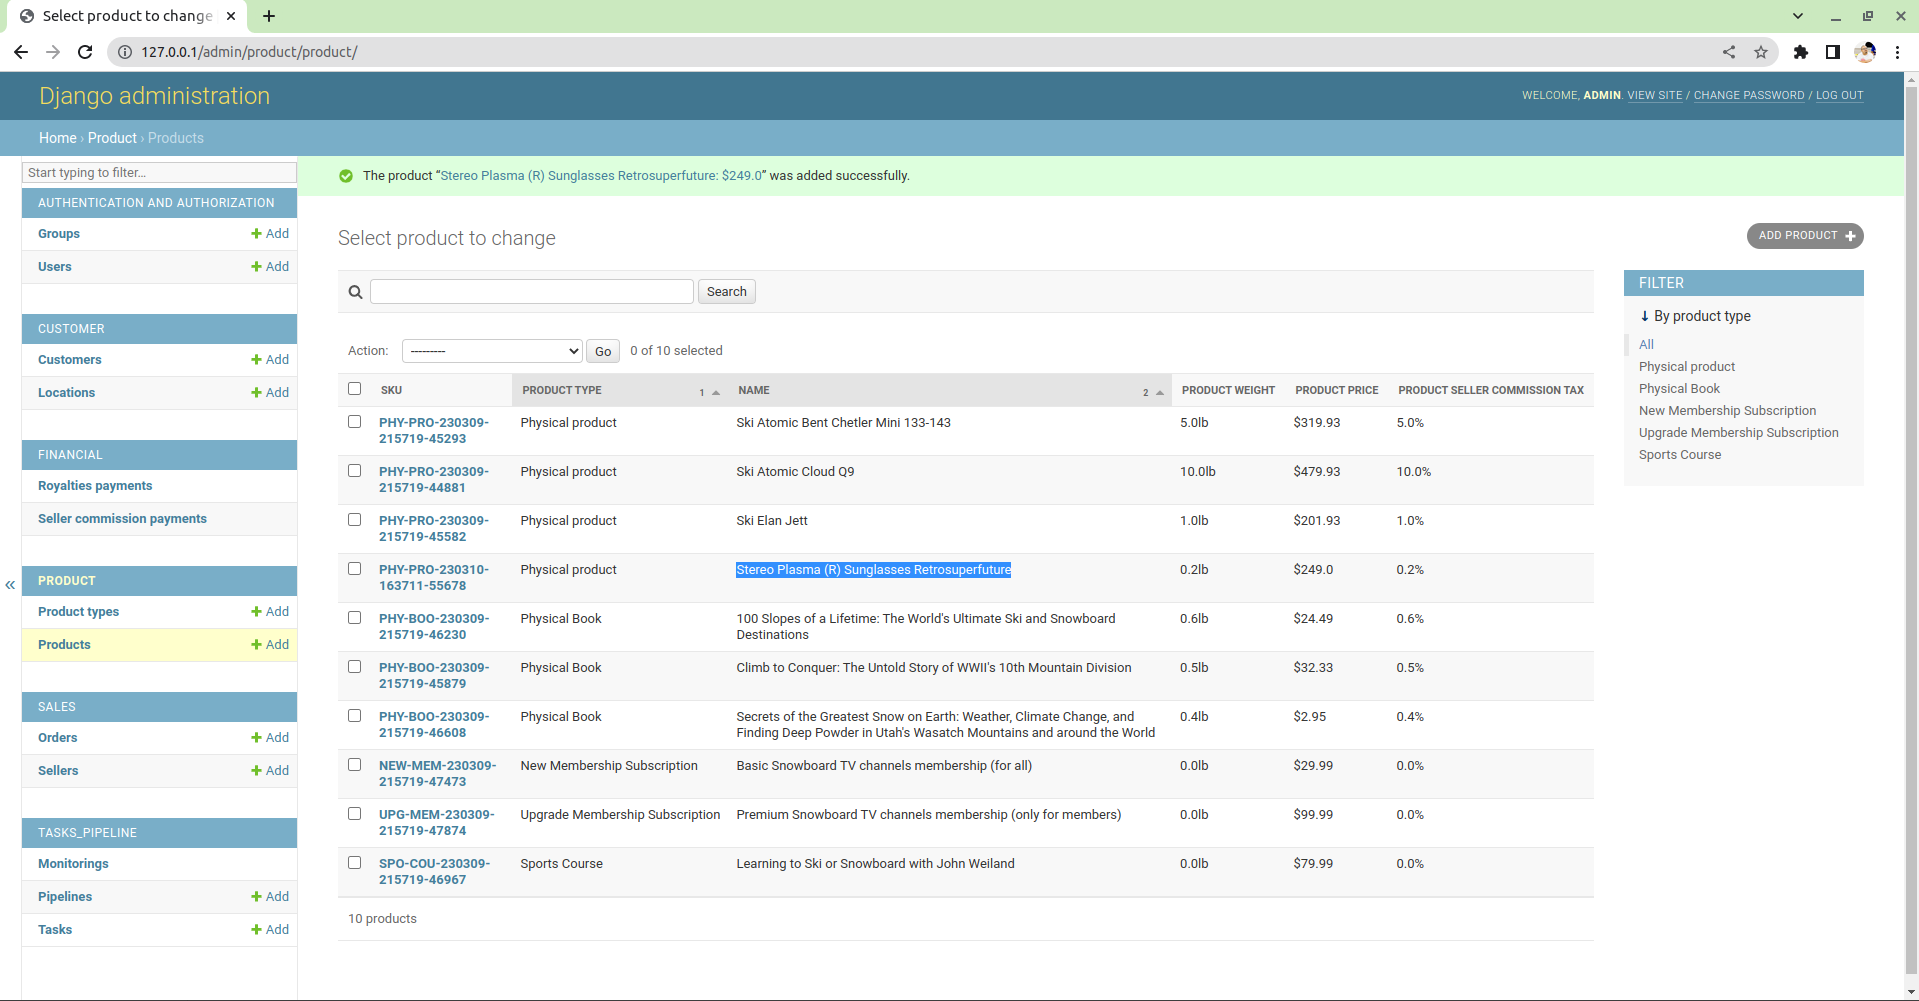 Select product to change
127.0.0.1/admin/product/product/
Django administration
WELCOME, ADMIN. VIEW SITE / CHANGE PASSWORD / LOG OUT
Home › Product › Products
Start typing to filter...
The product “Stereo Plasma (R) Sunglasses Retrosuperfuture: $249.0” was added successfully.
AUTHENTICATION AND AUTHORIZATION
Groups Add
Users Add
CUSTOMER
Customers Add
Locations Add
FINANCIAL
Royalties payments
Seller commission payments
«
PRODUCT
Product types Add
Products Add
SALES
Orders Add
Sellers Add
TASKS_PIPELINE
Monitorings
Pipelines Add
Tasks Add
Select product to change
ADD PRODUCT
Search
Action: --------- Go 0 of 10 selected
SKU PRODUCT TYPE 1 NAME 2 PRODUCT WEIGHT PRODUCT PRICE PRODUCT SELLER COMMISSION TAX
PHY-PRO-230309- Physical product Ski Atomic Bent Chetler Mini 133-143 5.0lb $319.93 5.0%
215719-45293
PHY-PRO-230309- Physical product Ski Atomic Cloud Q9 10.0lb $479.93 10.0%
215719-44881
PHY-PRO-230309- Physical product Ski Elan Jett 1.0lb $201.93 1.0%
215719-45582
PHY-PRO-230310- Physical product Stereo Plasma (R) Sunglasses Retrosuperfuture 0.2lb $249.0 0.2%
163711-55678
PHY-BOO-230309- Physical Book 100 Slopes of a Lifetime: The World's Ultimate Ski and Snowboard 0.6lb $24.49 0.6%
215719-46230 Destinations
PHY-BOO-230309- Physical Book Climb to Conquer: The Untold Story of WWII's 10th Mountain Division 0.5lb $32.33 0.5%
215719-45879
PHY-BOO-230309- Physical Book Secrets of the Greatest Snow on Earth: Weather, Climate Change, and 0.4lb $2.95 0.4%
215719-46608 Finding Deep Powder in Utah's Wasatch Mountains and around the World
NEW-MEM-230309- New Membership Subscription Basic Snowboard TV channels membership (for all) 0.0lb $29.99 0.0%
215719-47473
UPG-MEM-230309- Upgrade Membership Subscription Premium Snowboard TV channels membership (only for members) 0.0lb $99.99 0.0%
215719-47874
SPO-COU-230309- Sports Course Learning to Ski or Snowboard with John Weiland 0.0lb $79.99 0.0%
215719-46967
10 products
FILTER
↓ By product type
All
Physical product
Physical Book
New Membership Subscription
Upgrade Membership Subscription
Sports Course